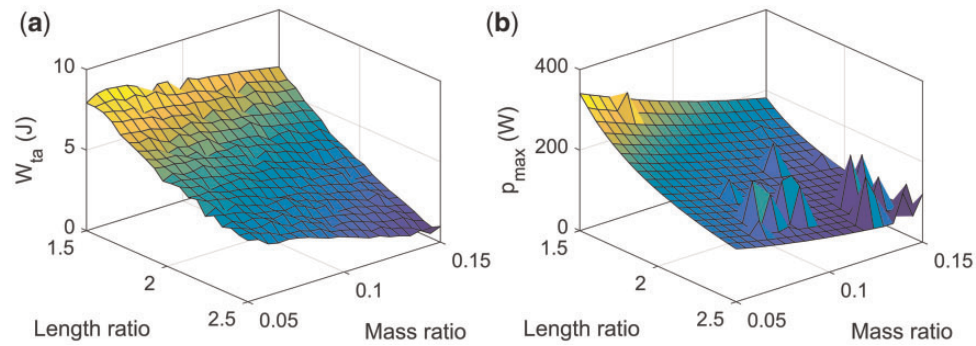 (a)
10
5
0
W_ta (J)
1.5
2
2.5
Length ratio
0.05
0.1
0.15
Mass ratio
(b)
400
200
0
p_max (W)
1.5
2
2.5
Length ratio
0.05
0.1
0.15
Mass ratio